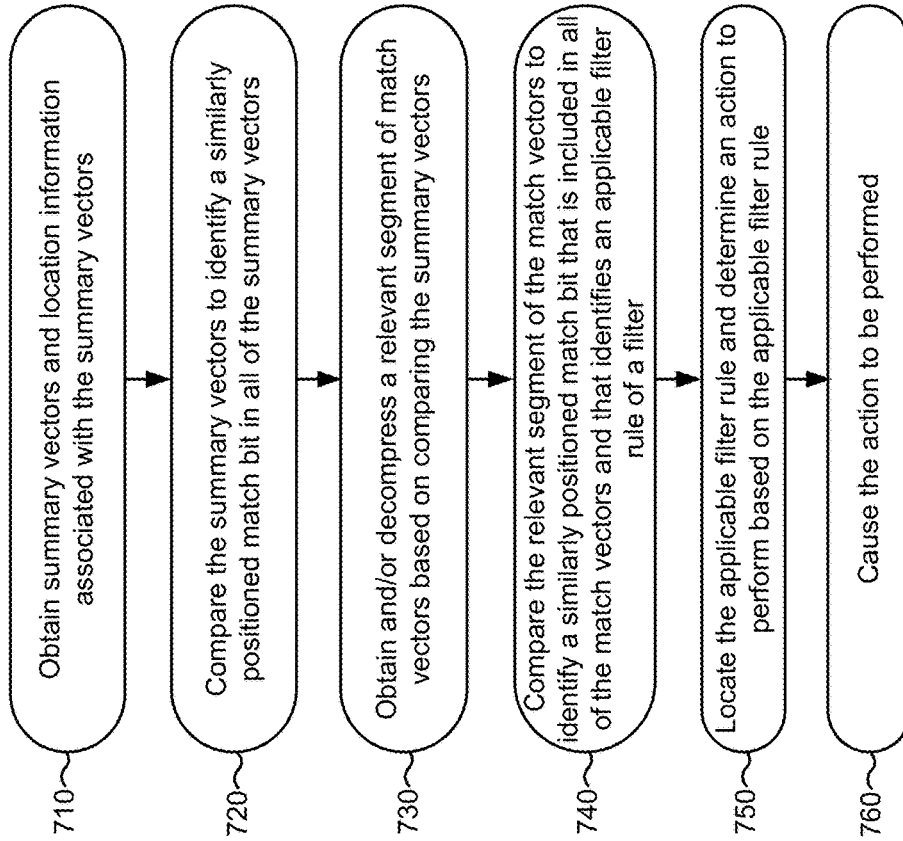 710
Obtain summary vectors and location information
associated with the summary vectors
720
Compare the summary vectors to identify a similarly
positioned match bit in all of the summary vectors
730
Obtain and/or decompress a relevant segment of match
vectors based on comparing the summary vectors
740
Compare the relevant segment of the match vectors to
identify a similarly positioned match bit that is included in all
of the match vectors and that identifies an applicable filter
rule of a filter
750
Locate the applicable filter rule and determine an action to
perform based on the applicable filter rule
760
Cause the action to be performed